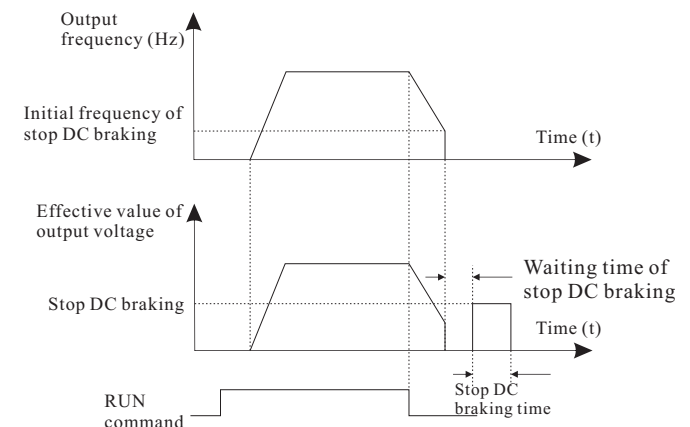 Output
frequency (Hz)
Initial frequency of
stop DC braking
Time (t)
Effective value of
output voltage
Waiting time of
stop DC braking
Stop DC braking
Time (t)
Stop DC
braking time
RUN
command